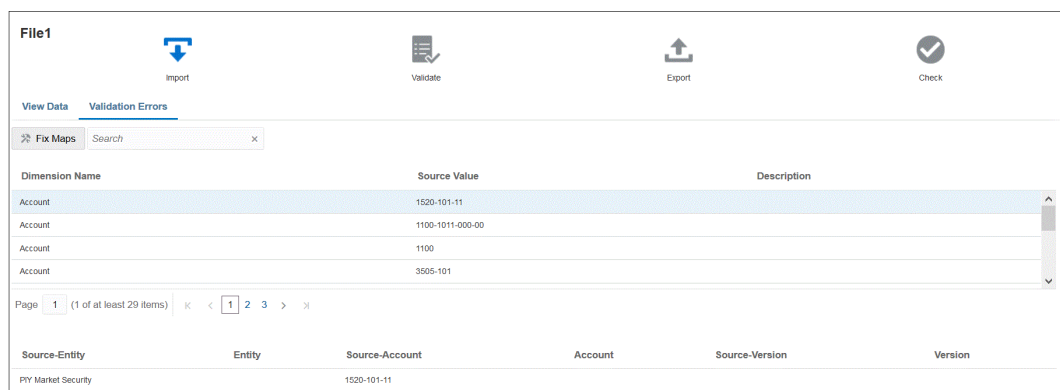 File1
Import Validate Export Check
View Data Validation Errors
Fix Maps Search ×
Dimension Name Source Value Description
Account 1520-101-11
Account 1100-1011-000-00
Account 1100
Account 3505-101
Page 1 (1 of at least 29 items) 1 2 3
Source-Entity Entity Source-Account Account Source-Version Version
PIY Market Security 1520-101-11